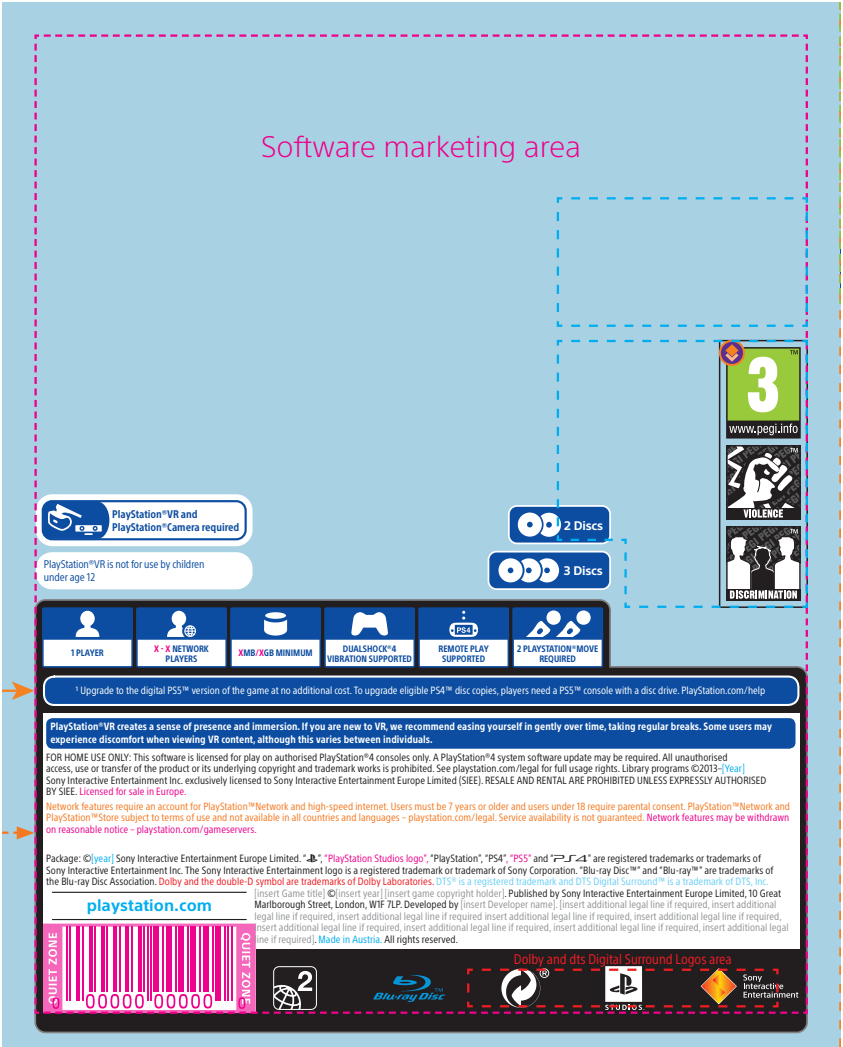 Software marketing area
3
™
www.pegi.info
™
VIOLENCE
™
DISCRIMINATION
PlayStation®VR and
PlayStation®Camera required
2 Discs
PlayStation®VR is not for use by children
under age 12
3 Discs
1 PLAYER
X - X NETWORK
PLAYERS
XMB/XGB MINIMUM
DUALSHOCK®4
VIBRATION SUPPORTED
PS4
REMOTE PLAY
SUPPORTED
2 PLAYSTATION®MOVE
REQUIRED
¹ Upgrade to the digital PS5™ version of the game at no additional cost. To upgrade eligible PS4™ disc copies, players need a PS5™ console with a disc drive. PlayStation.com/help
PlayStation®VR creates a sense of presence and immersion. If you are new to VR, we recommend easing yourself in gently over time, taking regular breaks. Some users may
experience discomfort when viewing VR content, although this varies between individuals.
FOR HOME USE ONLY: This software is licensed for play on authorised PlayStation®4 consoles only. A PlayStation®4 system software update may be required. All unauthorised
access, use or transfer of the product or its underlying copyright and trademark works is prohibited. See playstation.com/legal for full usage rights. Library programs ©2013–[Year]
Sony Interactive Entertainment Inc. exclusively licensed to Sony Interactive Entertainment Europe Limited (SIEE). RESALE AND RENTAL ARE PROHIBITED UNLESS EXPRESSLY AUTHORISED
BY SIEE. Licensed for sale in Europe.
Network features require an account for PlayStation™Network and high-speed internet. Users must be 7 years or older and users under 18 require parental consent. PlayStation™Network and
PlayStation™Store subject to terms of use and not available in all countries and languages – playstation.com/legal. Service availability is not guaranteed. Network features may be withdrawn
on reasonable notice – playstation.com/gameservers.
Package: ©[year] Sony Interactive Entertainment Europe Limited. "", "PlayStation Studios logo", "PlayStation", "PS4", "PS5" and "PS4" are registered trademarks or trademarks of
Sony Interactive Entertainment Inc. The Sony Interactive Entertainment logo is a registered trademark or trademark of Sony Corporation. "Blu-ray Disc™" and "Blu-ray™" are trademarks of
the Blu-ray Disc Association. Dolby and the double-D symbol are trademarks of Dolby Laboratories. DTS® is a registered trademark and DTS Digital Surround™ is a trademark of DTS, Inc.
[insert Game title] ©[insert year] [insert game copyright holder]. Published by Sony Interactive Entertainment Europe Limited, 10 Great
Marlborough Street, London, W1F 7LP. Developed by [insert Developer name]. [insert additional legal line if required, insert additional
legal line if required, insert additional legal line if required insert additional legal line if required, insert additional legal line if required,
insert additional legal line if required, insert additional legal line if required, insert additional legal line if required, insert additional legal
line if required]. Made in Austria. All rights reserved.
playstation.com
QUIET ZONE
QUIET ZONE
0 00000 00000 0
2
Blu-ray Disc™
Dolby and dts Digital Surround Logos area
®
STUDIOS
Sony
Interactive
Entertainment